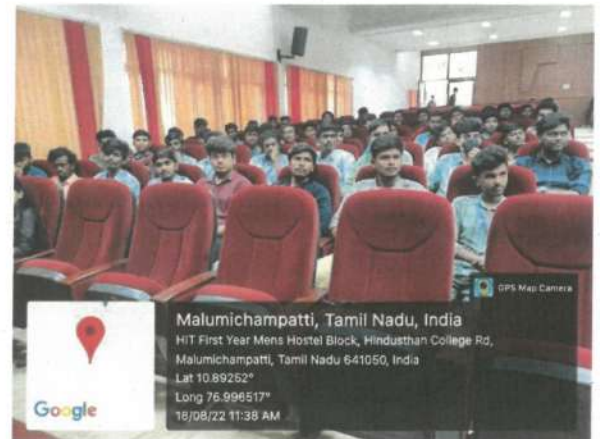 GPS Map Camera
Malumichampatti, Tamil Nadu, India
HIT First Year Mens Hostel Block, Hindusthan College Rd,
Malumichampatti, Tamil Nadu 641050, India
Lat 10.89252°
Long 76.996517°
18/08/22 11:38 AM
Google